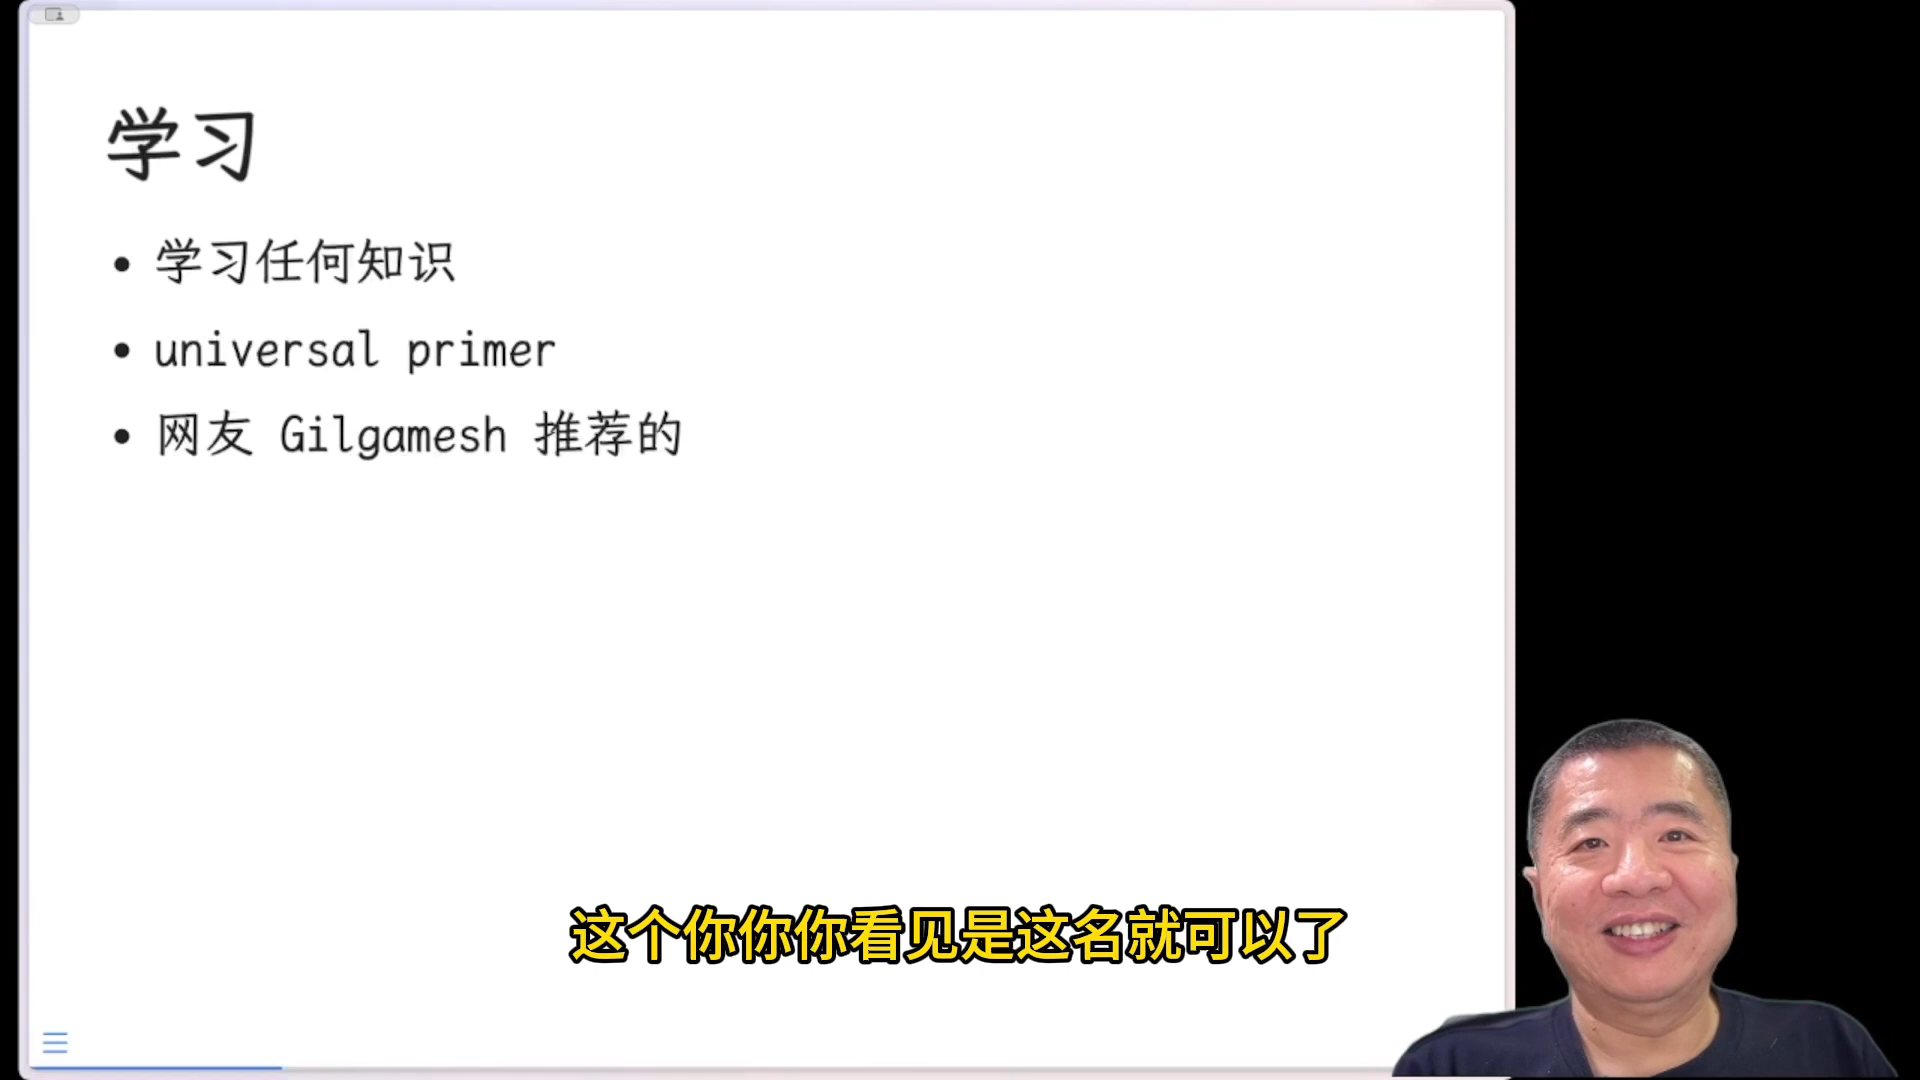 学习
• 学习任何知识
• universal primer
• 网友 Gilgamesh 推荐的
这个你你你看见是这名就可以了